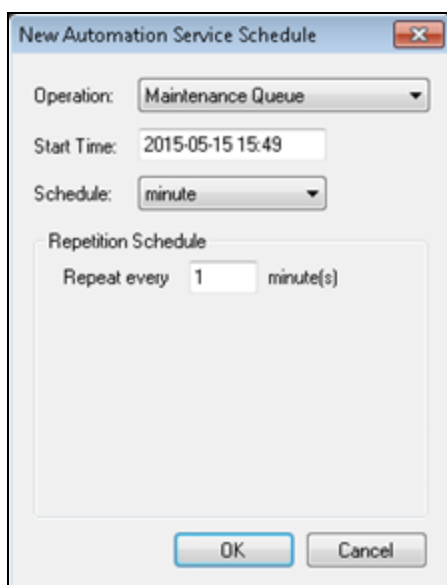 New Automation Service Schedule
Operation: Maintenance Queue
Start Time: 2015-05-15 15:49
Schedule: minute
Repetition Schedule
Repeat every 1 minute(s)
OK Cancel